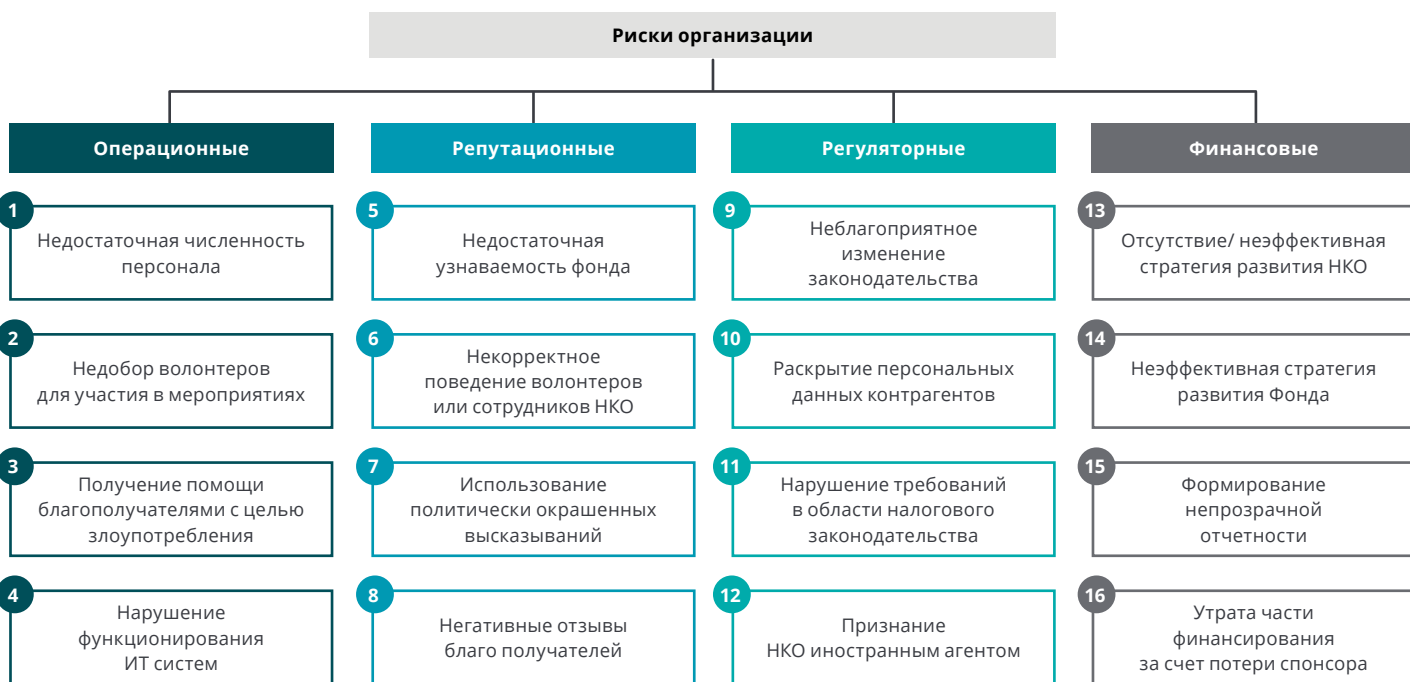 Риски организации
Операционные
Репутационные
Регуляторные
Финансовые
1
Недостаточная численность
персонала
5
Недостаточная
узнаваемость фонда
9
Неблагоприятное
изменение
законодательства
13
Отсутствие/ неэффективная
стратегия развития НКО
2
Недобор волонтеров
для участия в мероприятиях
6
Некорректное
поведение волонтеров
или сотрудников НКО
10
Раскрытие персональных
данных контрагентов
14
Неэффективная стратегия
развития Фонда
3
Получение помощи
благополучателями с целью
злоупотребления
7
Использование
политически окрашенных
высказываний
11
Нарушение требований
в области налогового
законодательства
15
Формирование
непрозрачной
отчетности
4
Нарушение
функционирования
ИТ систем
8
Негативные отзывы
благо получателей
12
Признание
НКО иностранным агентом
16
Утрата части
финансирования
за счет потери спонсора